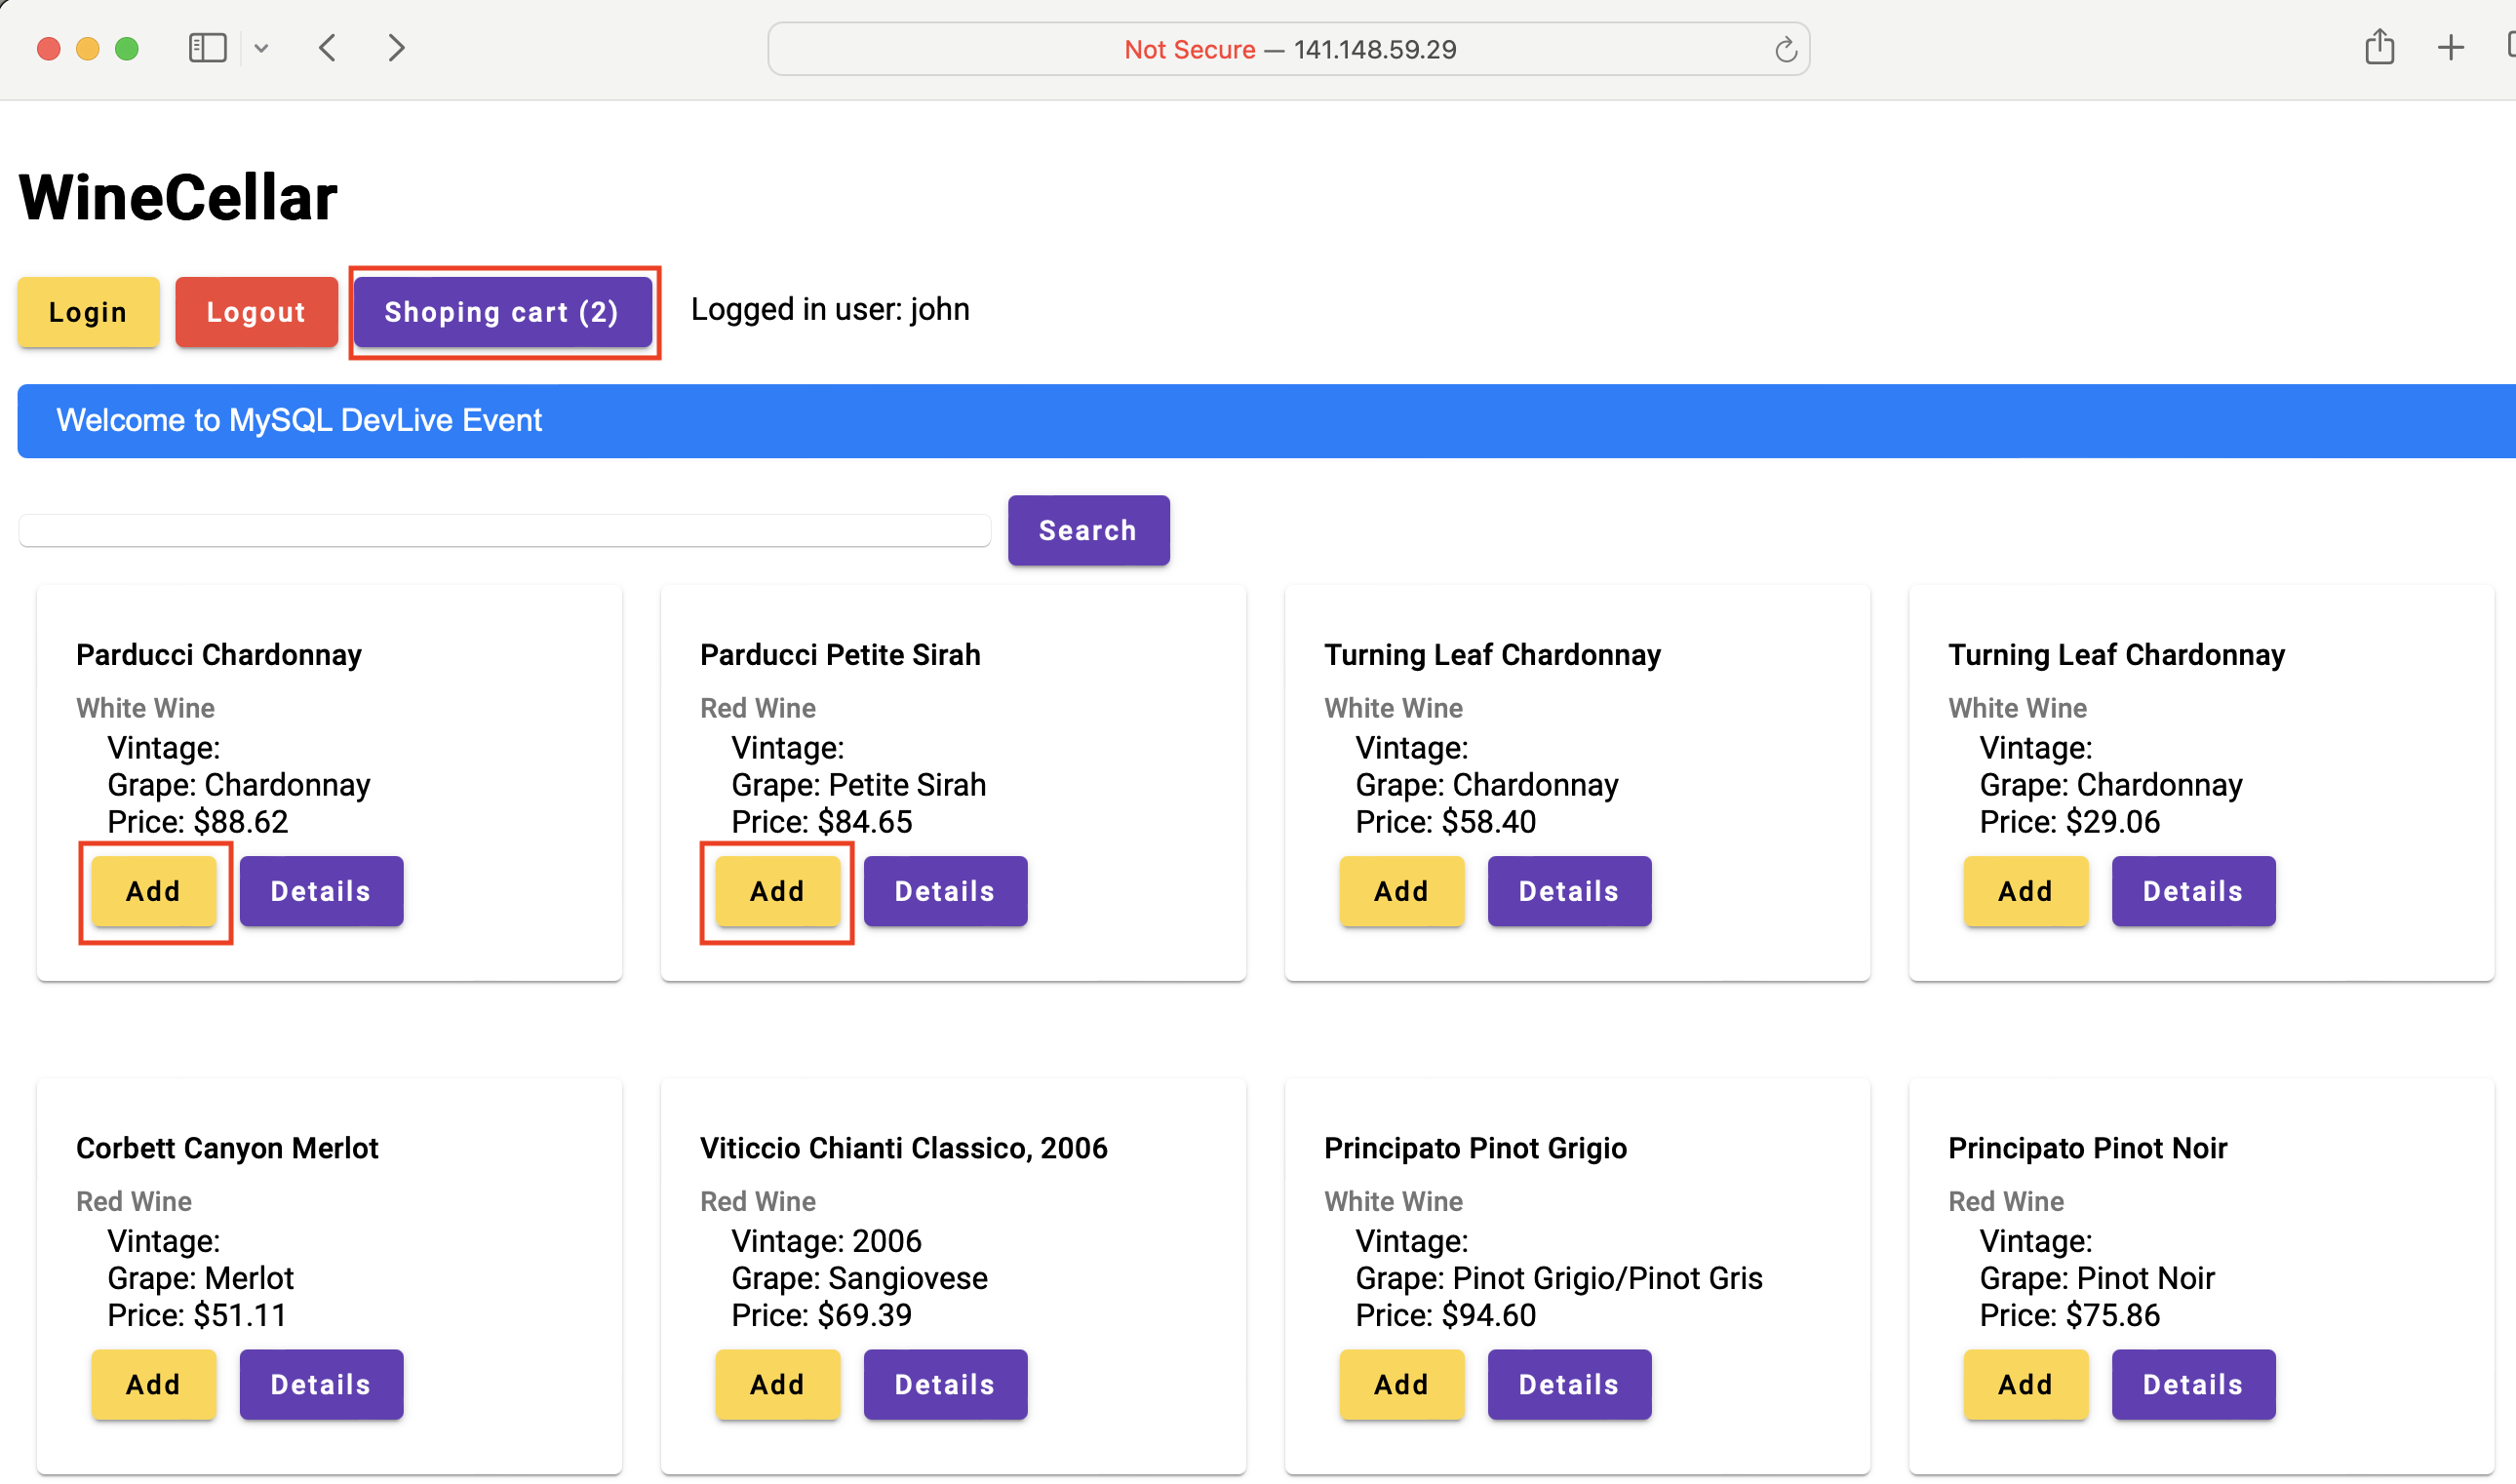 Not Secure — 141.148.59.29
WineCellar
Login Logout Shoping cart (2) Logged in user: john
Welcome to MySQL DevLive Event
Search
Parducci Chardonnay
White Wine
Vintage:
Grape: Chardonnay
Price: $88.62
Add Details
Parducci Petite Sirah
Red Wine
Vintage:
Grape: Petite Sirah
Price: $84.65
Add Details
Turning Leaf Chardonnay
White Wine
Vintage:
Grape: Chardonnay
Price: $58.40
Add Details
Turning Leaf Chardonnay
White Wine
Vintage:
Grape: Chardonnay
Price: $29.06
Add Details
Corbett Canyon Merlot
Red Wine
Vintage:
Grape: Merlot
Price: $51.11
Add Details
Viticcio Chianti Classico, 2006
Red Wine
Vintage: 2006
Grape: Sangiovese
Price: $69.39
Add Details
Principato Pinot Grigio
White Wine
Vintage:
Grape: Pinot Grigio/Pinot Gris
Price: $94.60
Add Details
Principato Pinot Noir
Red Wine
Vintage:
Grape: Pinot Noir
Price: $75.86
Add Details